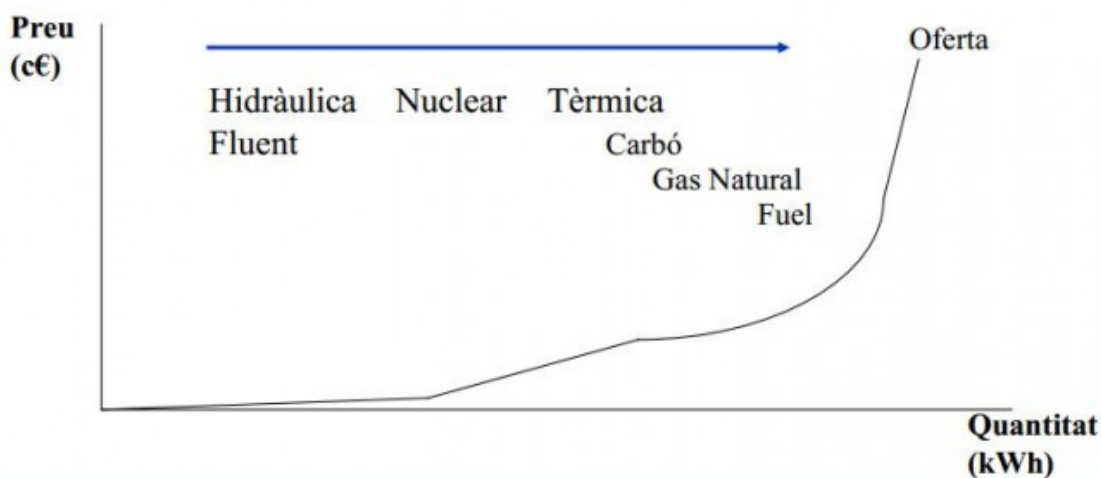 Preu
(c€)
Oferta
Hidràulica Nuclear Tèrmica
Fluent
Carbó
Gas Natural
Fuel
Quantitat
(kWh)